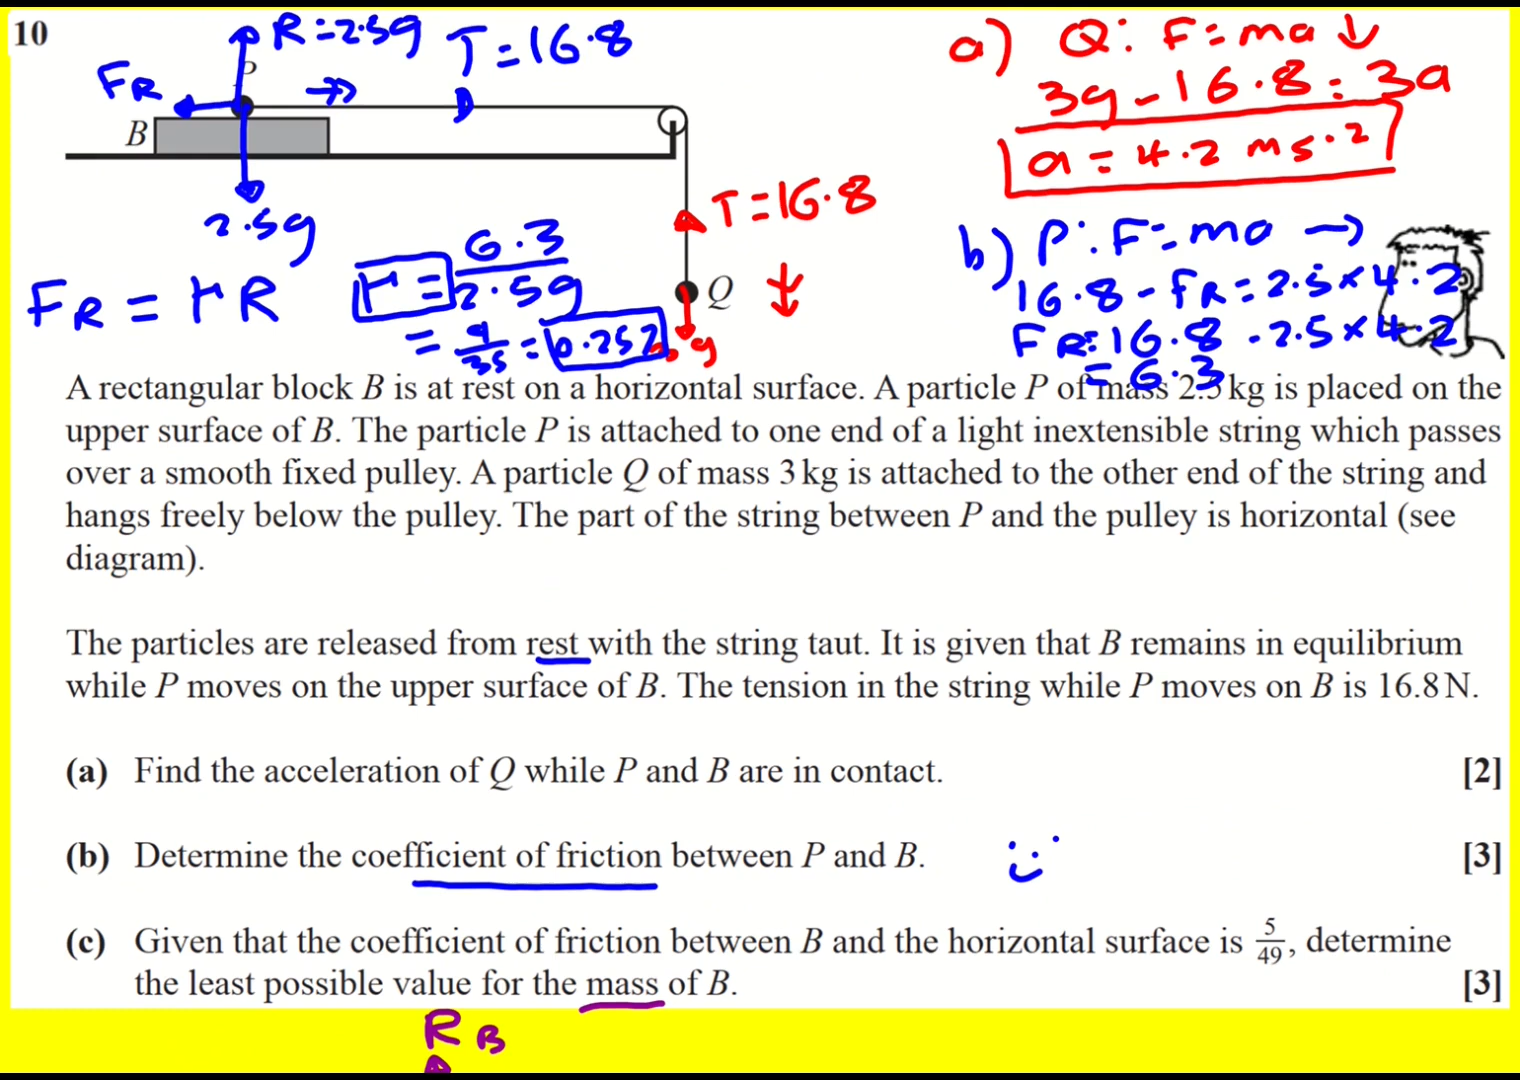 10
R=2.5g
T=16.8
FR
P
B
2.5g
T=16.8
Q
3g
FR = μR
μ = 6.3
2.5g
= 9/35 = 0.257
a) Q: F=ma ↓
3g-16.8=3a
a = 4.2 ms-2
b) P: F=ma →
16.8-FR=2.5×4.2
FR=16.8-2.5×4.2
= 6.3
A rectangular block B is at rest on a horizontal surface. A particle P of mass 2.5 kg is placed on the
upper surface of B. The particle P is attached to one end of a light inextensible string which passes
over a smooth fixed pulley. A particle Q of mass 3 kg is attached to the other end of the string and
hangs freely below the pulley. The part of the string between P and the pulley is horizontal (see
diagram).
The particles are released from rest with the string taut. It is given that B remains in equilibrium
while P moves on the upper surface of B. The tension in the string while P moves on B is 16.8 N.
(a) Find the acceleration of Q while P and B are in contact. [2]
(b) Determine the coefficient of friction between P and B. [3]
(c) Given that the coefficient of friction between B and the horizontal surface is 5/49, determine
the least possible value for the mass of B. [3]
RB